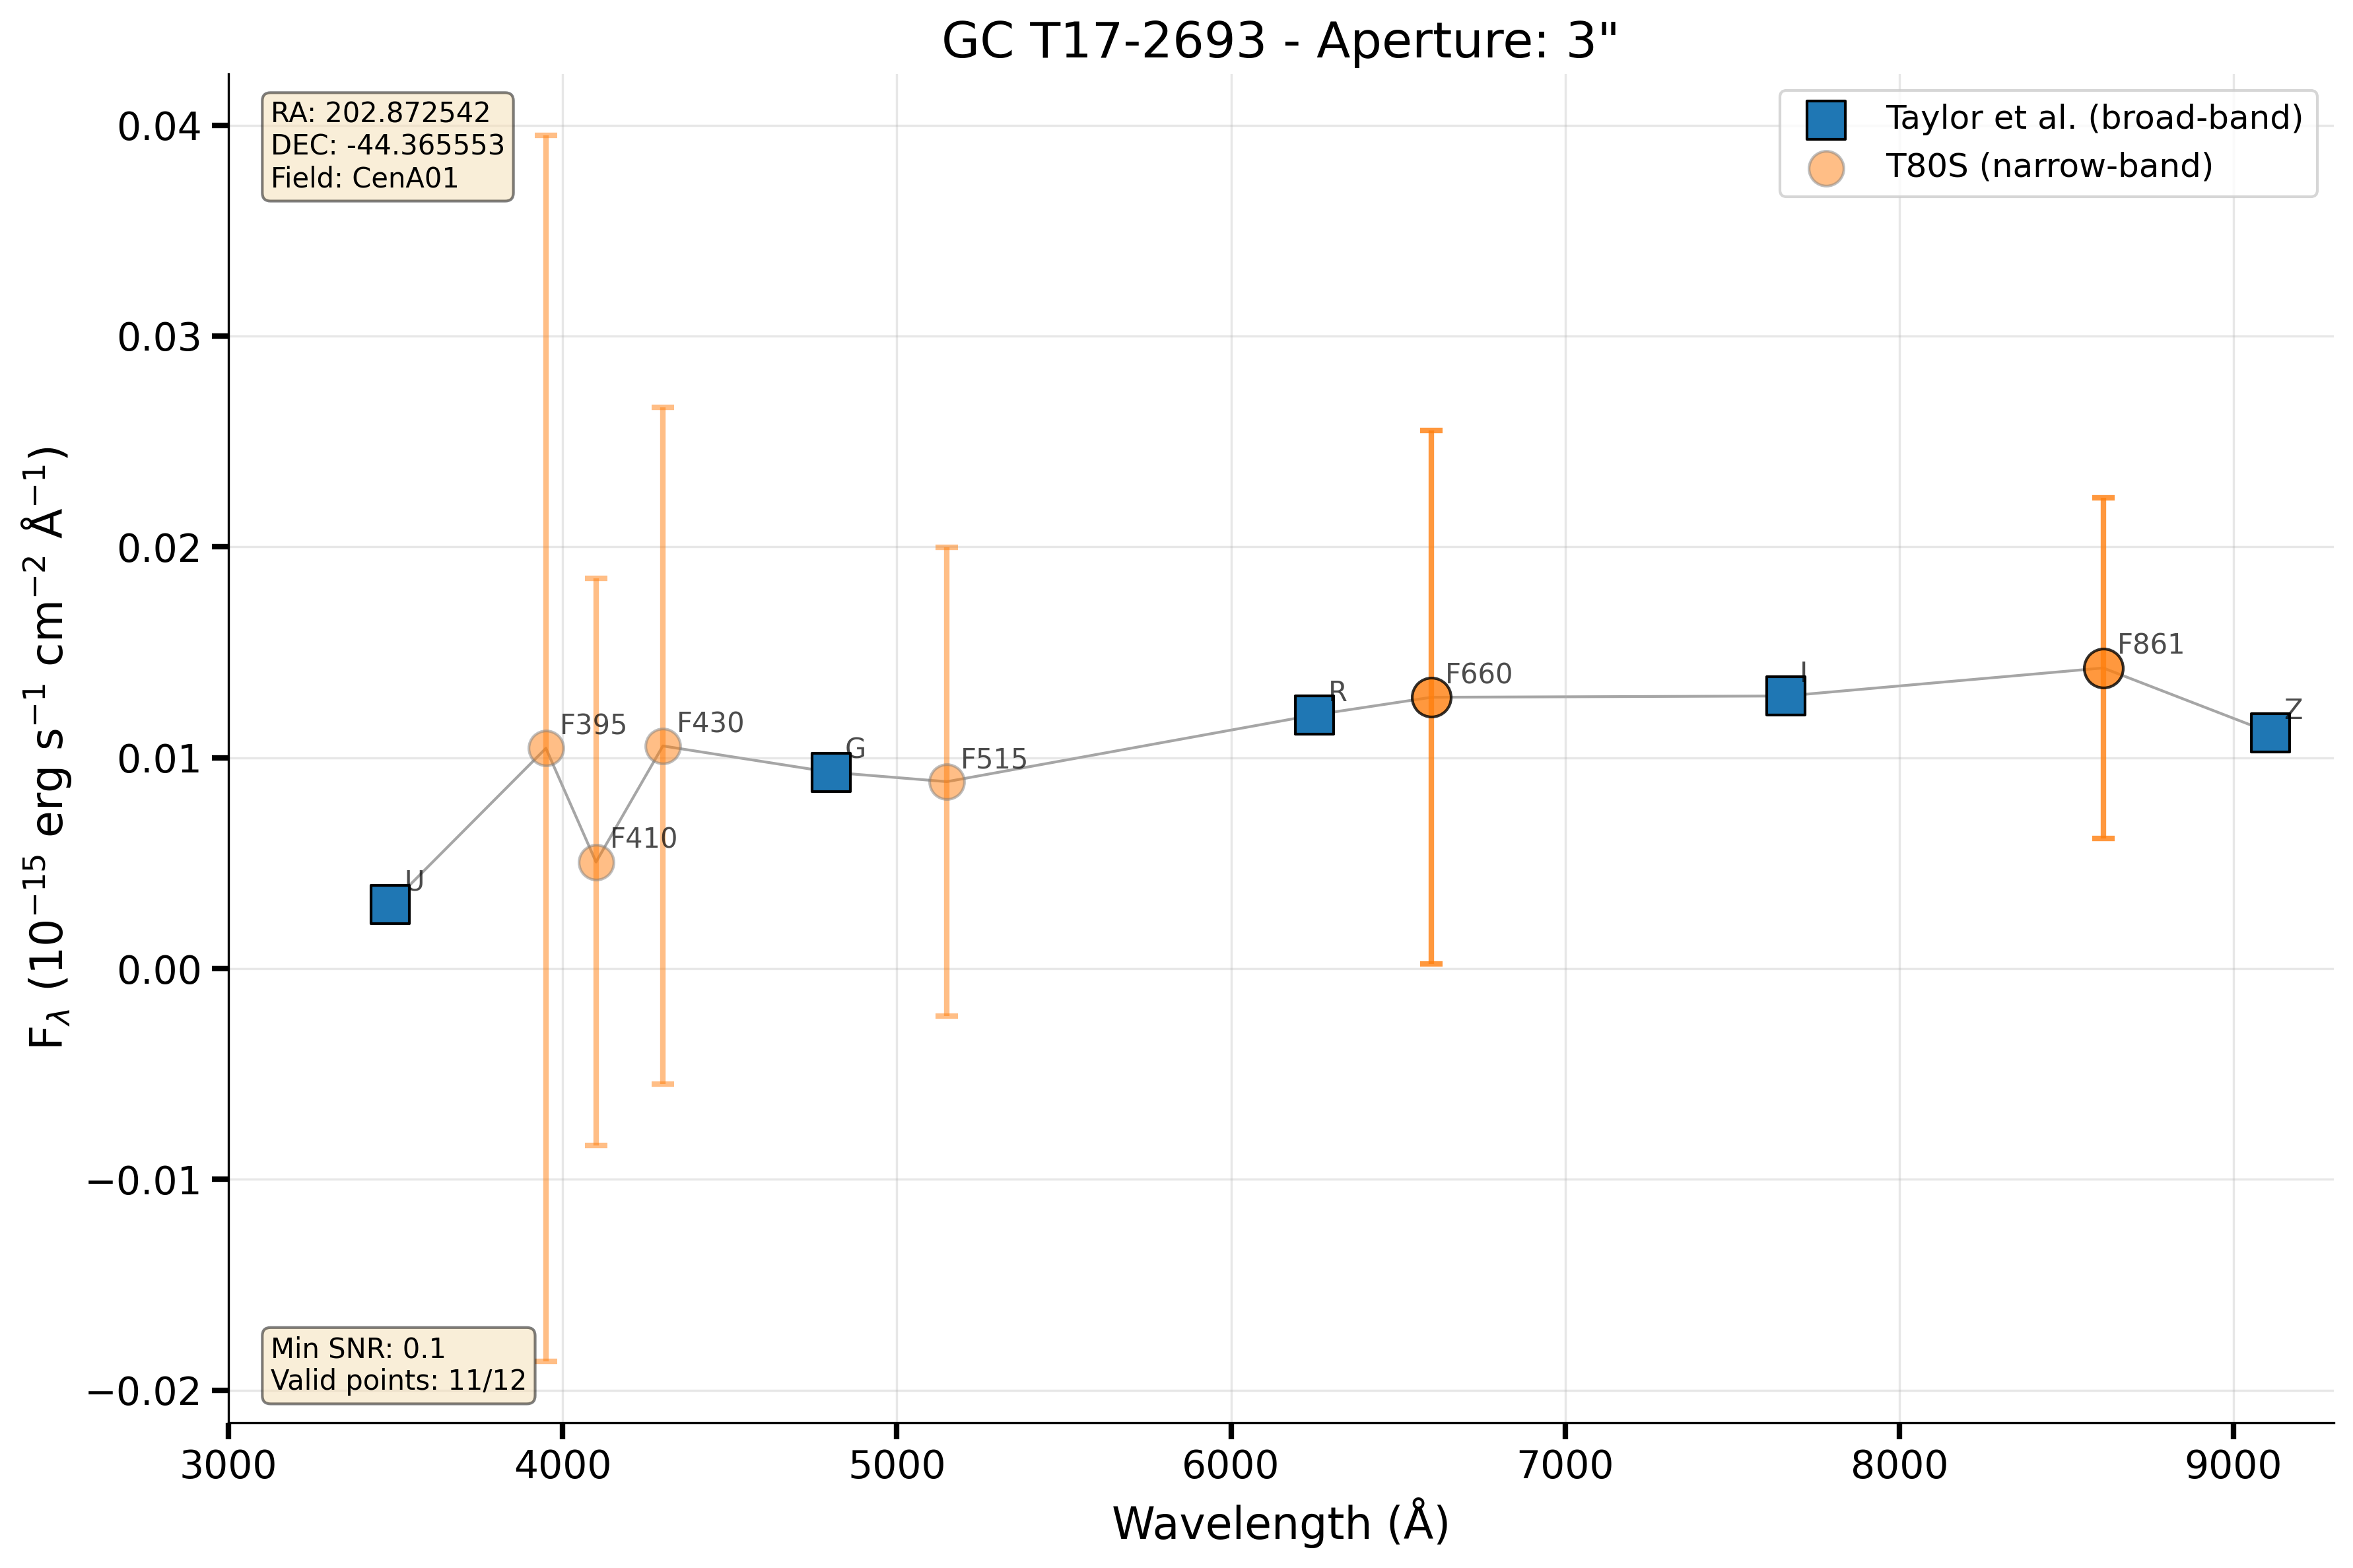 GC T17-2693 - Aperture: 3"
RA: 202.872542
DEC: -44.365553
Field: CenA01
Taylor et al. (broad-band)
T80S (narrow-band)
F_λ (10⁻¹⁵ erg s⁻¹ cm⁻² Å⁻¹)
0.04
0.03
0.02
0.01
0.00
−0.01
−0.02
U
F395
F410
F430
G
F515
R
F660
I
F861
Z
Min SNR: 0.1
Valid points: 11/12
3000
4000
5000
6000
7000
8000
9000
Wavelength (Å)